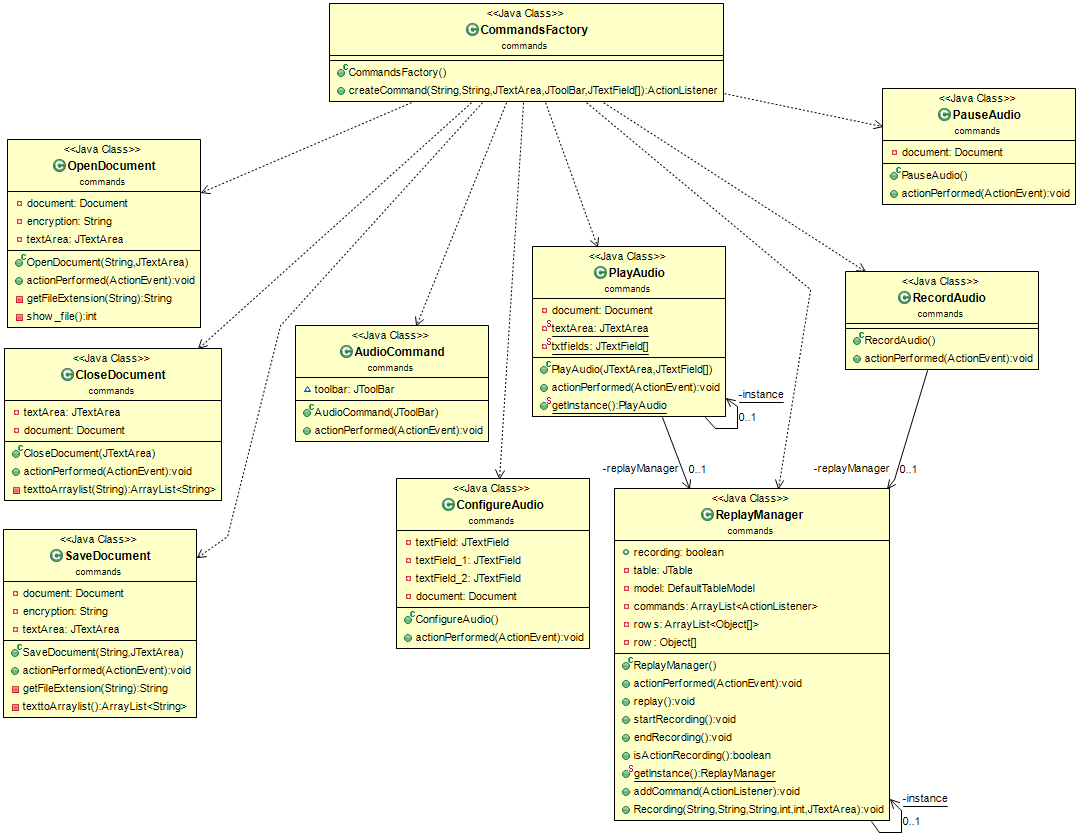 <<Java Class>>
CommandsFactory
commands
CommandsFactory()
createCommand(String,String,JTextArea,JToolBar,JTextField[]):ActionListener
<<Java Class>>
PauseAudio
commands
document: Document
PauseAudio()
actionPerformed(ActionEvent):void
<<Java Class>>
OpenDocument
commands
document: Document
encryption: String
textArea: JTextArea
OpenDocument(String,JTextArea)
actionPerformed(ActionEvent):void
getFileExtension(String):String
show_file():int
<<Java Class>>
PlayAudio
commands
document: Document
textArea: JTextArea
txtfields: JTextField[]
PlayAudio(JTextArea,JTextField[])
actionPerformed(ActionEvent):void
getInstance():PlayAudio
-instance
0..1
<<Java Class>>
RecordAudio
commands
RecordAudio()
actionPerformed(ActionEvent):void
<<Java Class>>
CloseDocument
commands
textArea: JTextArea
document: Document
CloseDocument(JTextArea)
actionPerformed(ActionEvent):void
texttoArraylist(String):ArrayList<String>
<<Java Class>>
AudioCommand
commands
toolbar: JToolBar
AudioCommand(JToolBar)
actionPerformed(ActionEvent):void
-replayManager 0..1
-replayManager 0..1
<<Java Class>>
ConfigureAudio
commands
textField: JTextField
textField_1: JTextField
textField_2: JTextField
document: Document
ConfigureAudio()
actionPerformed(ActionEvent):void
<<Java Class>>
SaveDocument
commands
document: Document
encryption: String
textArea: JTextArea
SaveDocument(String,JTextArea)
actionPerformed(ActionEvent):void
getFileExtension(String):String
texttoArraylist():ArrayList<String>
<<Java Class>>
ReplayManager
commands
recording: boolean
table: JTable
model: DefaultTableModel
commands: ArrayList<ActionListener>
rows: ArrayList<Object[]>
row: Object[]
ReplayManager()
actionPerformed(ActionEvent):void
replay():void
startRecording():void
endRecording():void
isActionRecording():boolean
getInstance():ReplayManager
addCommand(ActionListener):void
Recording(String,String,String,int,int,JTextArea):void
-instance
0..1